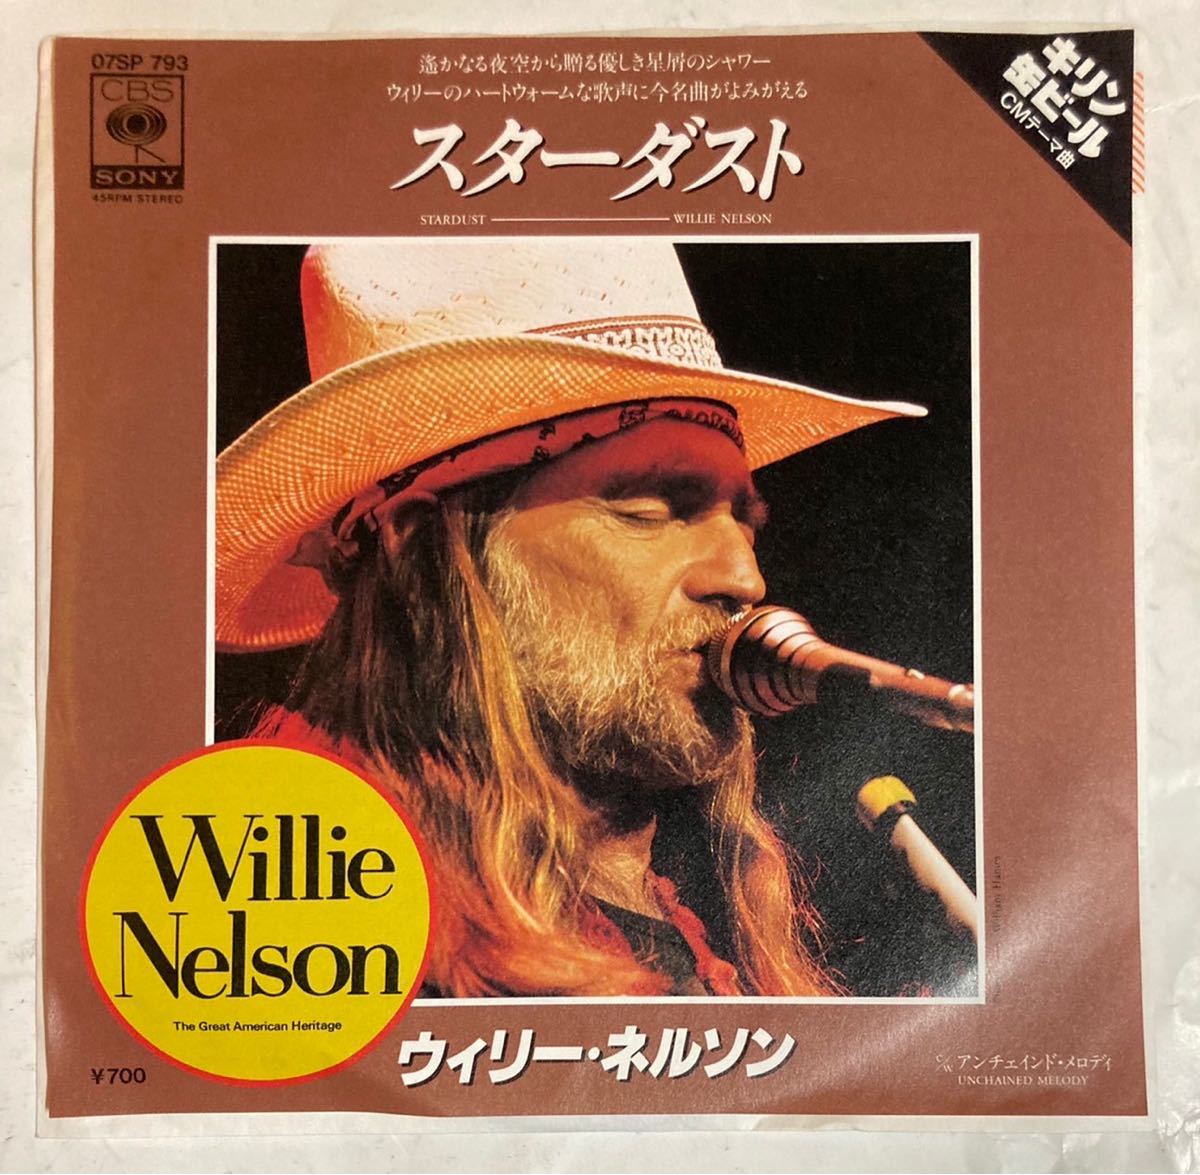 07SP 793
CBS
SONY
45RPM STEREO
遙かなる夜空から贈る優しき星屑のシャワー
ウィリーのハートウォームな歌声に今名曲がよみがえる
スターダスト
STARDUST WILLIE NELSON
キリン
缶ビール
CMテーマ曲
Willie
Nelson
The Great American Heritage
¥700
ウィリー・ネルソン
C/W アンチェインド・メロディ
UNCHAINED MELODY